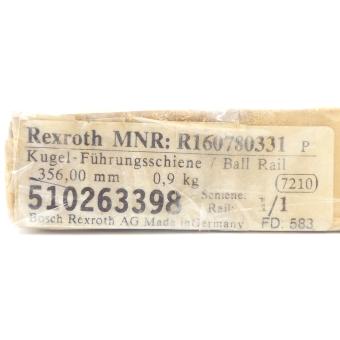 Rexroth MNR: R160780331 P
Kugel-Führungsschiene / Ball Rail
356,00 mm 0,9 kg 7210
510263398 Schiene: Rail: 1/1
Bosch Rexroth AG Made in Germany FD: 583